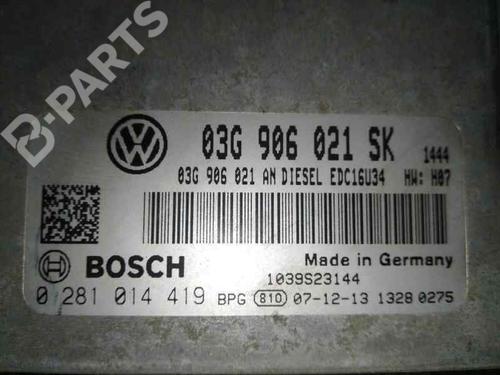 B-PARTS
03G 906 021 SK 1444
03G 906 021 AN DIESEL EDC16U34 HW: H07
BOSCH
Made in Germany
1039S23144
0 281 014 419 BPG 810 07-12-13 1328 0275